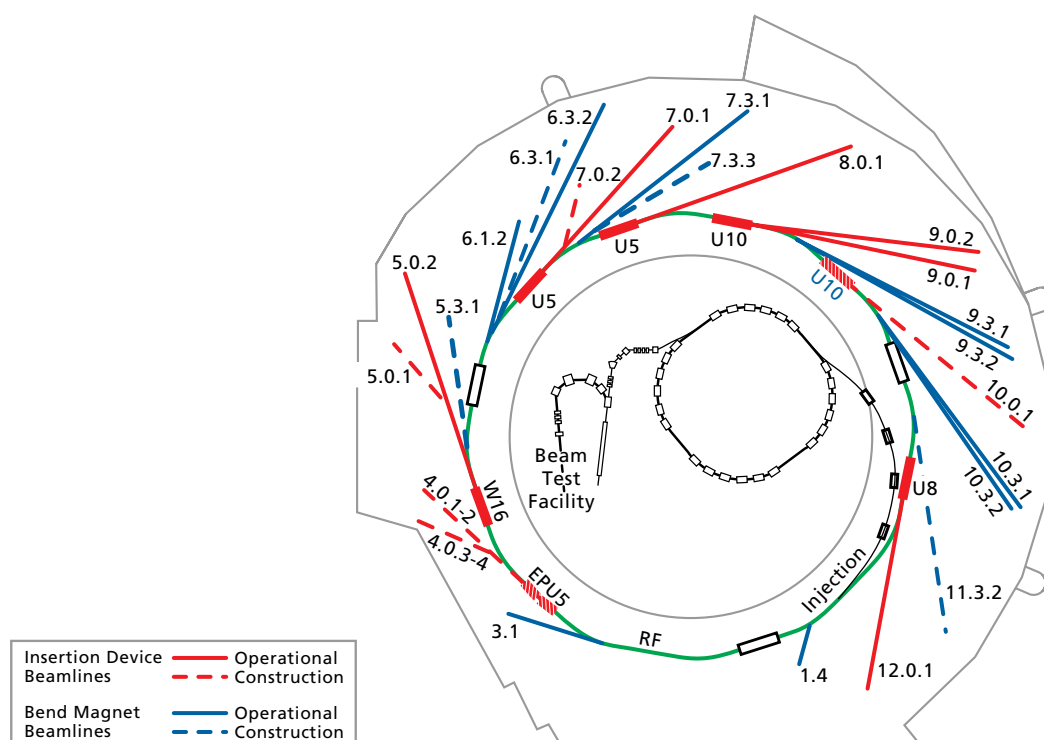 6.3.2
7.0.1
7.3.1
6.3.1
7.0.2
7.3.3
8.0.1
6.1.2
U5
U10
9.0.2
9.0.1
5.0.2
5.3.1
U5
U10
9.3.1
9.3.2
5.0.1
10.0.1
Beam
Test
Facility
W16
U8
10.3.1
10.3.2
4.0.1-2
4.0.3-4
EPU5
Injection
11.3.2
3.1
RF
1.4
12.0.1
Insertion Device Operational
Beamlines Construction
Bend Magnet Operational
Beamlines Construction